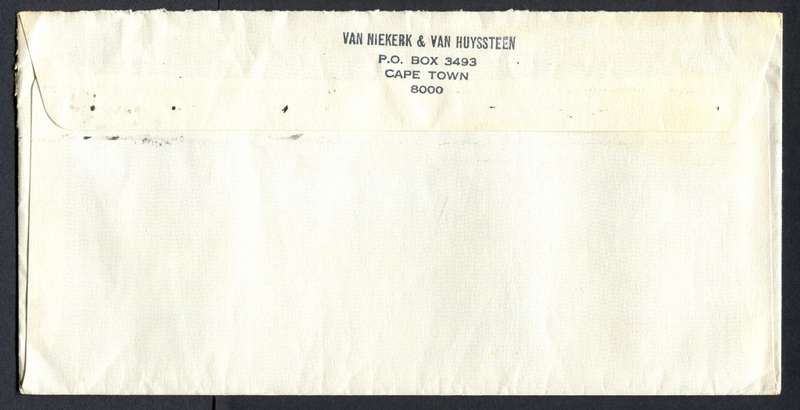 VAN NIEKERK & VAN HUYSSTEEN
P.O. BOX 3493
CAPE TOWN
8000